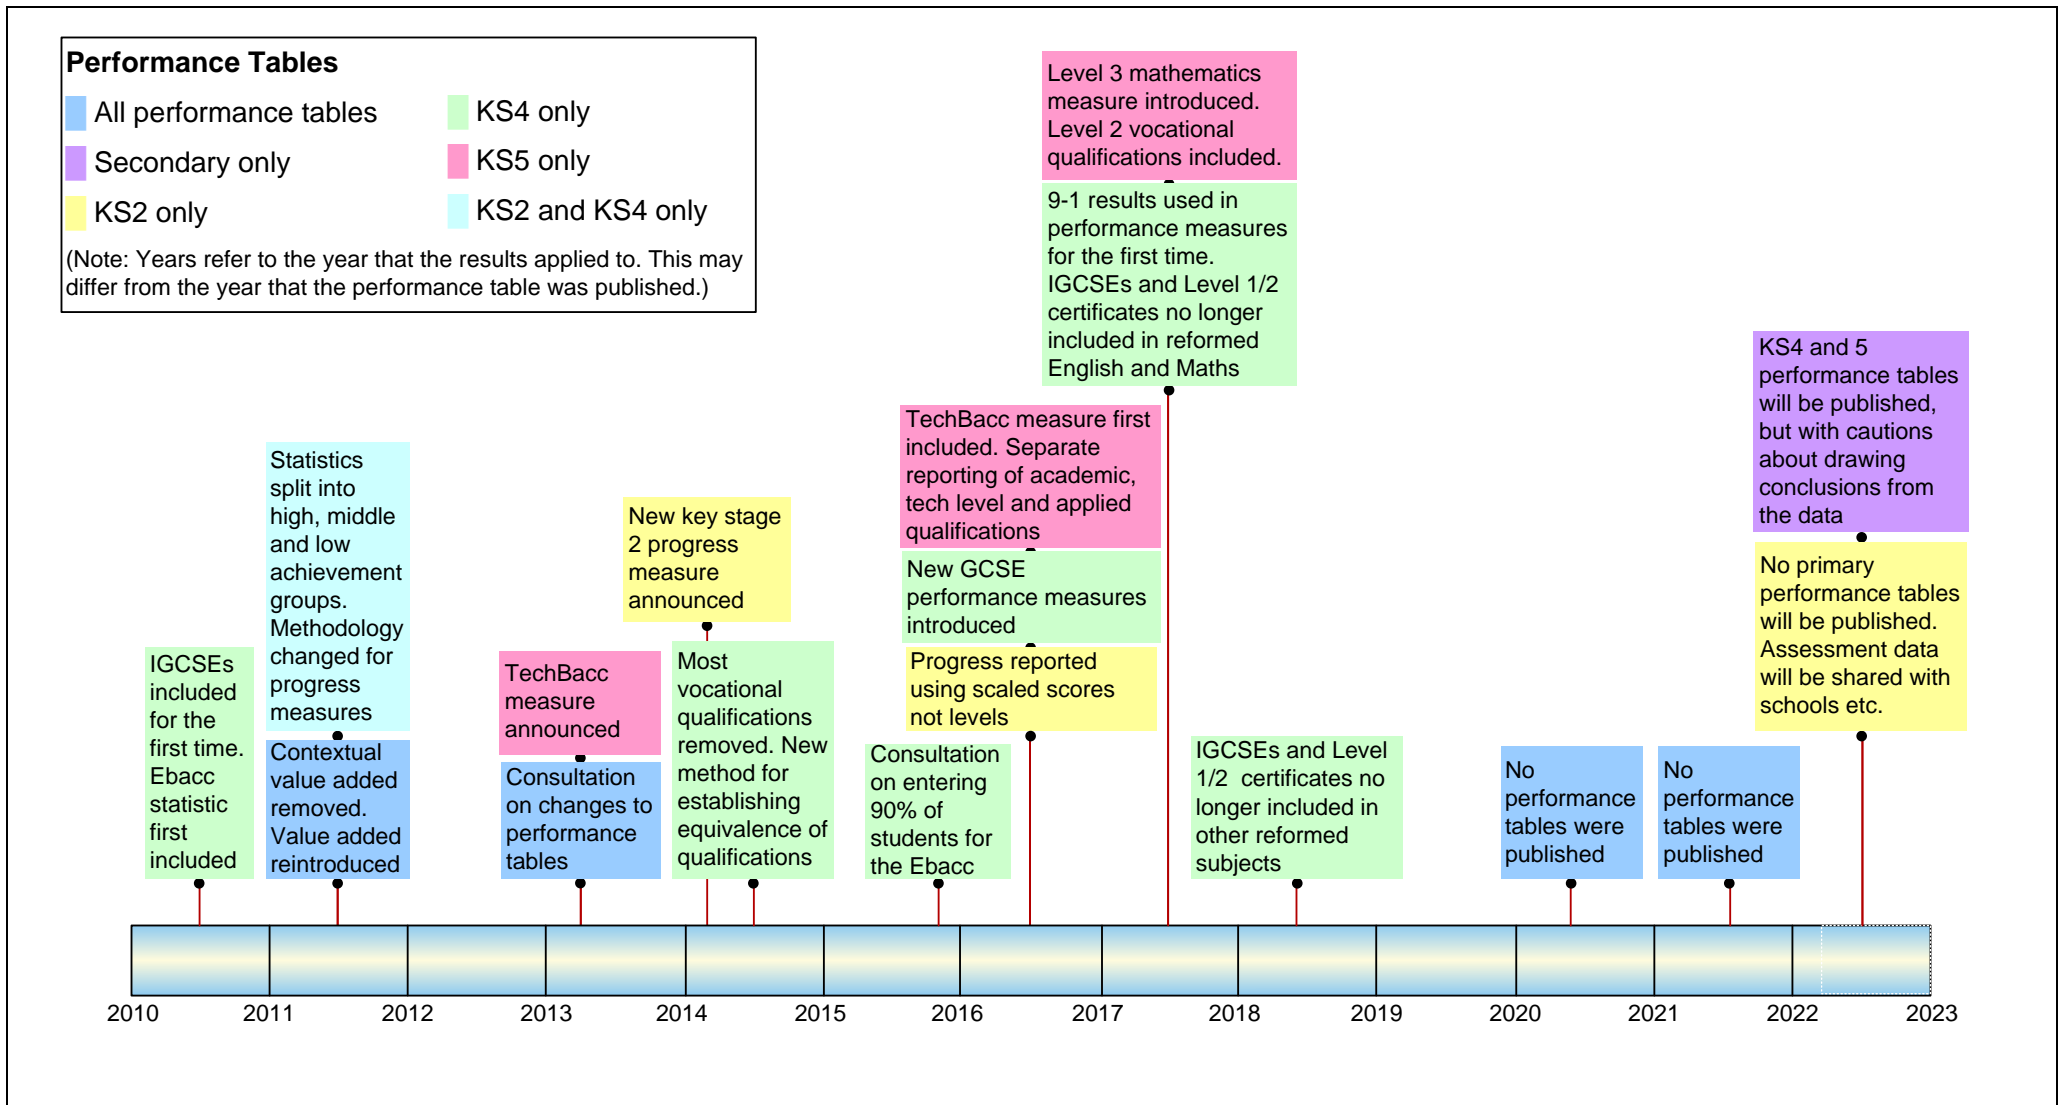 Performance Tables
All performance tables
KS4 only
Secondary only
KS5 only
KS2 only
KS2 and KS4 only
(Note: Years refer to the year that the results applied to. This may
differ from the year that the performance table was published.)
IGCSEs
included
for the
first time.
Ebacc
statistic
first
included
Statistics
split into
high, middle
and low
achievement
groups.
Methodology
changed for
progress
measures
Contextual
value added
removed.
Value added
reintroduced
TechBacc
measure
announced
Consultation
on changes to
performance
tables
New key stage
2 progress
measure
announced
Most
vocational
qualifications
removed. New
method for
establishing
equivalence of
qualifications
Consultation
on entering
90% of
students for
the Ebacc
TechBacc measure first
included. Separate
reporting of academic,
tech level and applied
qualifications
New GCSE
performance measures
introduced
Progress reported
using scaled scores
not levels
Level 3 mathematics
measure introduced.
Level 2 vocational
qualifications included.
9-1 results used in
performance measures
for the first time.
IGCSEs and Level 1/2
certificates no longer
included in reformed
English and Maths
IGCSEs and Level
1/2  certificates no
longer included in
other reformed
subjects
No
performance
tables were
published
No
performance
tables were
published
KS4 and 5
performance tables
will be published,
but with cautions
about drawing
conclusions from
the data
No primary
performance tables
will be published.
Assessment data
will be shared with
schools etc.
2010 2011 2012 2013 2014 2015 2016 2017 2018 2019 2020 2021 2022 2023